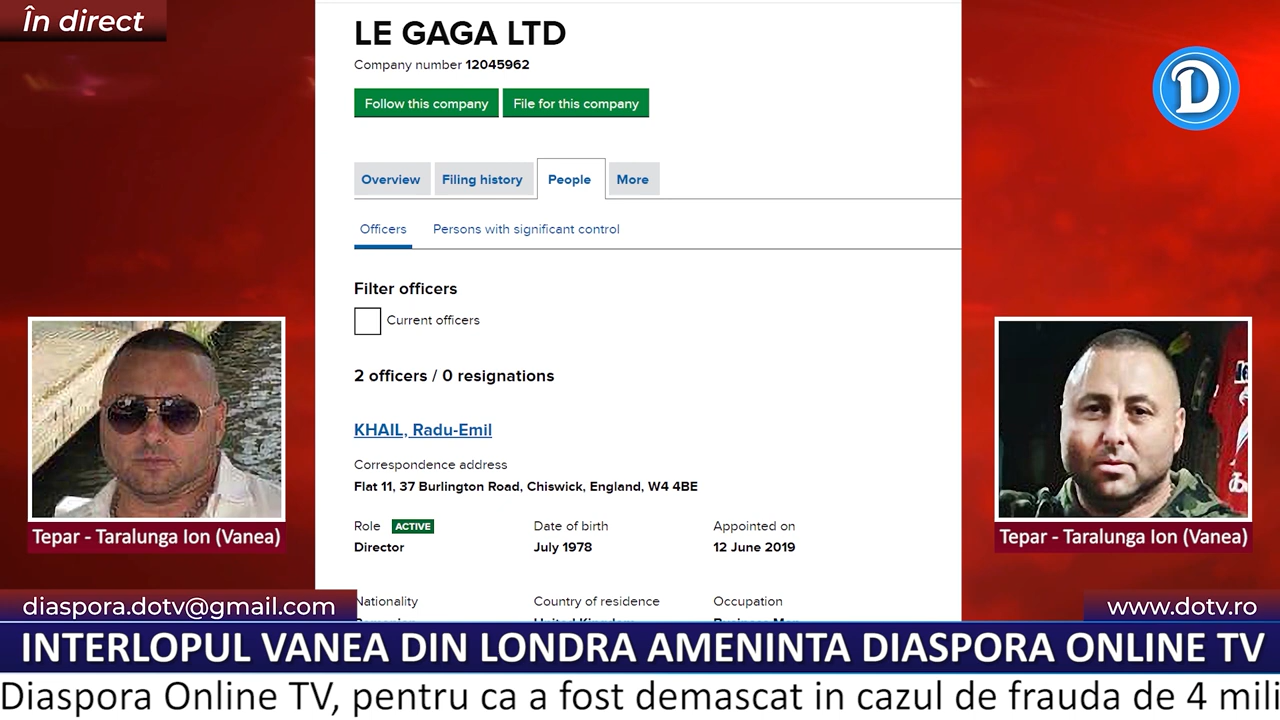 În direct
LE GAGA LTD
Company number 12045962
Follow this company File for this company
D
Overview Filing history People More
Officers Persons with significant control
Filter officers
Current officers
2 officers / 0 resignations
KHAIL, Radu-Emil
Correspondence address
Flat 11, 37 Burlington Road, Chiswick, England, W4 4BE
Role ACTIVE Date of birth Appointed on
Director July 1978 12 June 2019
Nationality Country of residence Occupation
Tepar - Taralunga Ion (Vanea)
Tepar - Taralunga Ion (Vanea)
diaspora.dotv@gmail.com
www.dotv.ro
INTERLOPUL VANEA DIN LONDRA AMENINTA DIASPORA ONLINE TV
Diaspora Online TV, pentru ca a fost demascat in cazul de frauda de 4 mili